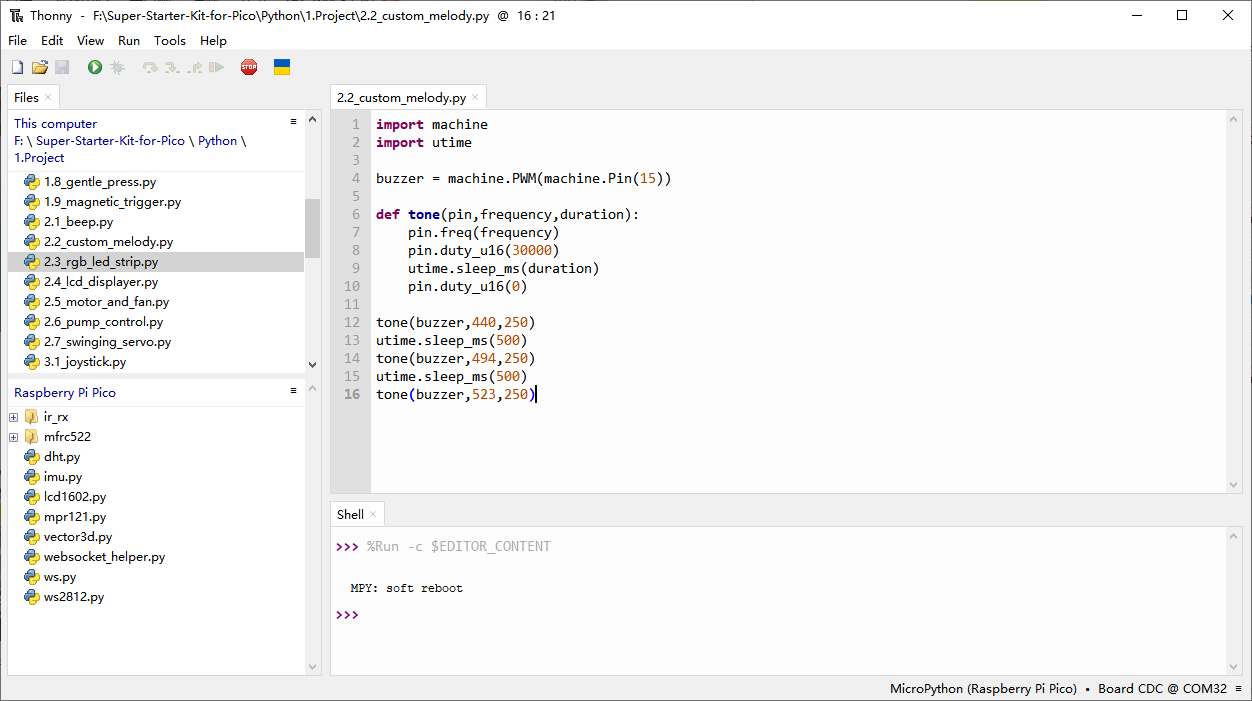 Thonny - F:\Super-Starter-Kit-for-Pico\Python\1.Project\2.2_custom_melody.py @ 16 : 21
File Edit View Run Tools Help
STOP
Files
This computer
F: \ Super-Starter-Kit-for-Pico \ Python \
1.Project
1.8_gentle_press.py
1.9_magnetic_trigger.py
2.1_beep.py
2.2_custom_melody.py
2.3_rgb_led_strip.py
2.4_lcd_displayer.py
2.5_motor_and_fan.py
2.6_pump_control.py
2.7_swinging_servo.py
3.1_joystick.py
Raspberry Pi Pico
ir_rx
mfrc522
dht.py
imu.py
lcd1602.py
mpr121.py
vector3d.py
websocket_helper.py
ws.py
ws2812.py
2.2_custom_melody.py
1 import machine
2 import utime
3
4 buzzer = machine.PWM(machine.Pin(15))
5
6 def tone(pin,frequency,duration):
7     pin.freq(frequency)
8     pin.duty_u16(30000)
9     utime.sleep_ms(duration)
10     pin.duty_u16(0)
11
12 tone(buzzer,440,250)
13 utime.sleep_ms(500)
14 tone(buzzer,494,250)
15 utime.sleep_ms(500)
16 tone(buzzer,523,250)
Shell
>>> %Run -c $EDITOR_CONTENT
MPY: soft reboot
>>>
MicroPython (Raspberry Pi Pico) • Board CDC @ COM32 ≡